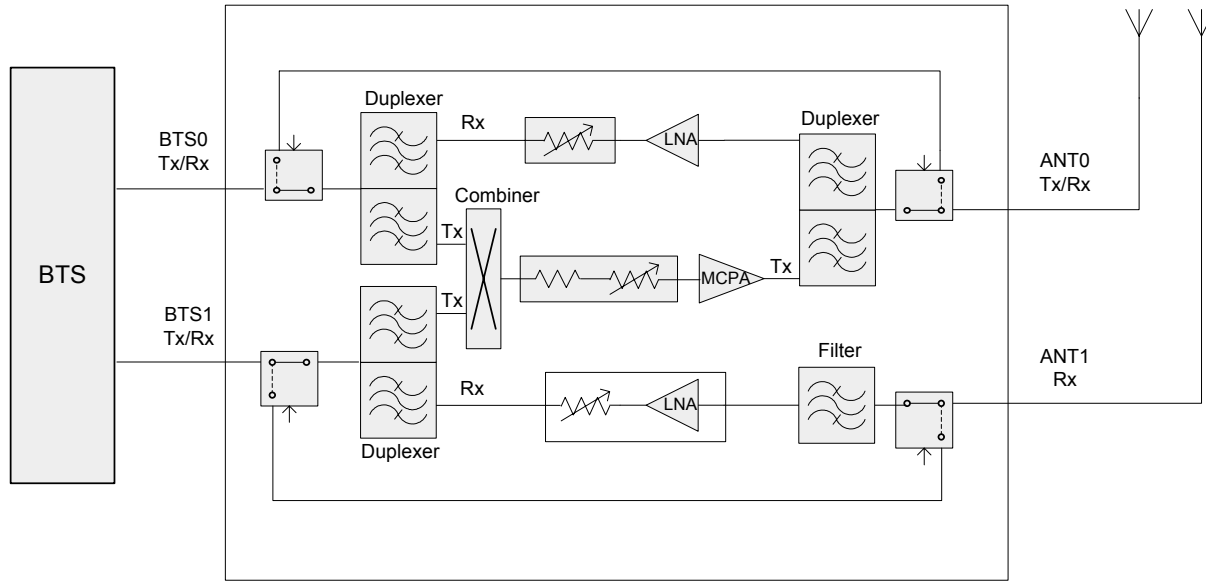 BTS
BTS0
Tx/Rx
BTS1
Tx/Rx
Duplexer
Rx
LNA
Duplexer
ANT0
Tx/Rx
Combiner
Tx
Tx
MCPA
Tx
Filter
ANT1
Rx
Rx
LNA
Duplexer